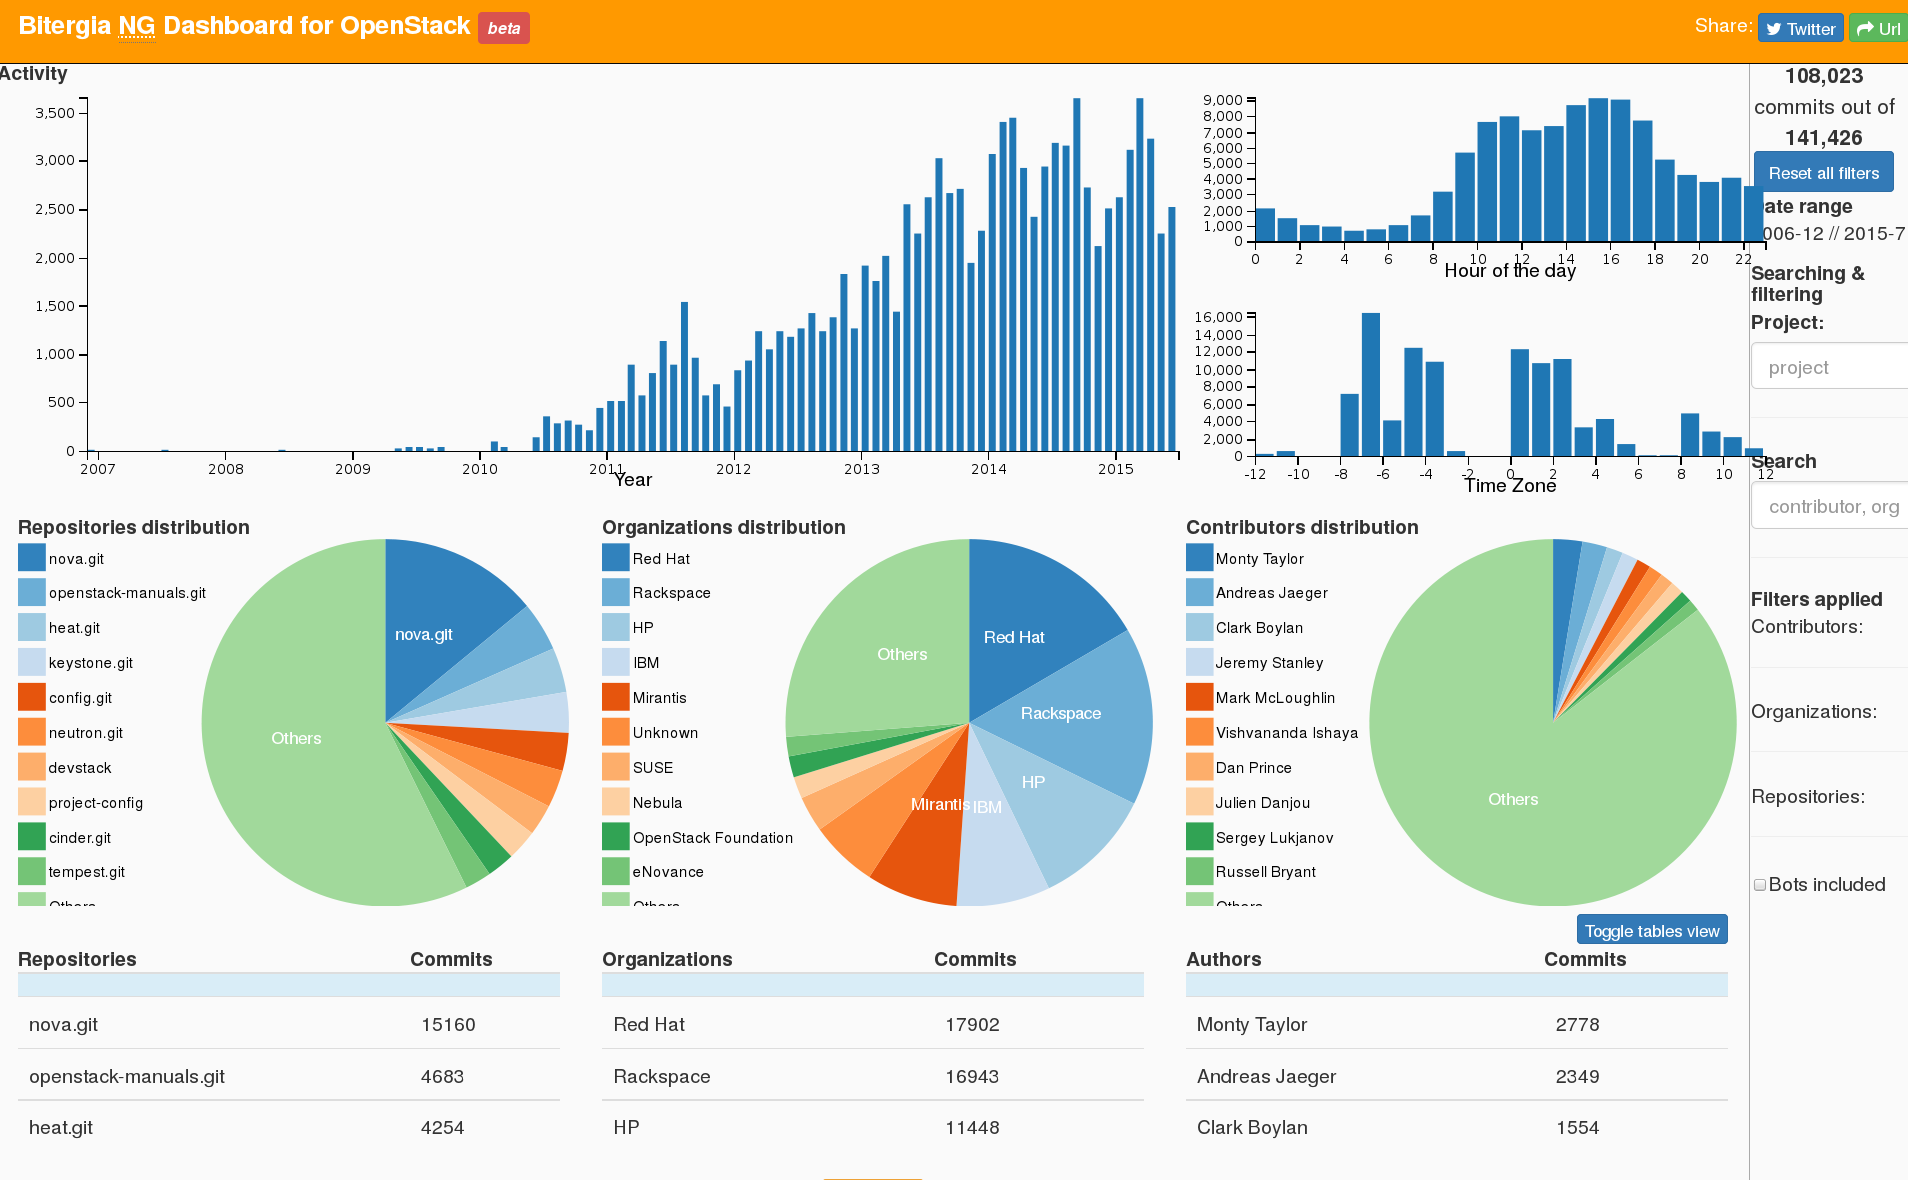 Bitergia NG Dashboard for OpenStack beta
Share: Twitter Url
Activity
3,500
3,000
2,500
2,000
1,500
1,000
500
0
2007 2008 2009 2010 2011 2012 2013 2014 2015
Year
9,000
8,000
7,000
6,000
5,000
4,000
3,000
2,000
1,000
0
0 2 4 6 8 10 12 14 16 18 20 22
Hour of the day
16,000
14,000
12,000
10,000
8,000
6,000
4,000
2,000
0
-12 -10 -8 -6 -4 -2 0 2 4 6 8 10 12
Time Zone
108,023
commits out of
141,426
Reset all filters
ate range
006-12 // 2015-7
Searching &
filtering
Project:
project
Search
contributor, org
Filters applied
Contributors:
Organizations:
Repositories:
Bots included
Repositories distribution
nova.git
openstack-manuals.git
heat.git
keystone.git
config.git
neutron.git
devstack
project-config
cinder.git
tempest.git
Others
nova.git
Others
Organizations distribution
Red Hat
Rackspace
HP
IBM
Mirantis
Unknown
SUSE
Nebula
OpenStack Foundation
eNovance
Others
Red Hat
Others
Rackspace
HP
Mirantis IBM
Contributors distribution
Monty Taylor
Andreas Jaeger
Clark Boylan
Jeremy Stanley
Mark McLoughlin
Vishvananda Ishaya
Dan Prince
Julien Danjou
Sergey Lukjanov
Russell Bryant
Others
Others
Toggle tables view
Repositories Commits
nova.git 15160
openstack-manuals.git 4683
heat.git 4254
Organizations Commits
Red Hat 17902
Rackspace 16943
HP 11448
Authors Commits
Monty Taylor 2778
Andreas Jaeger 2349
Clark Boylan 1554